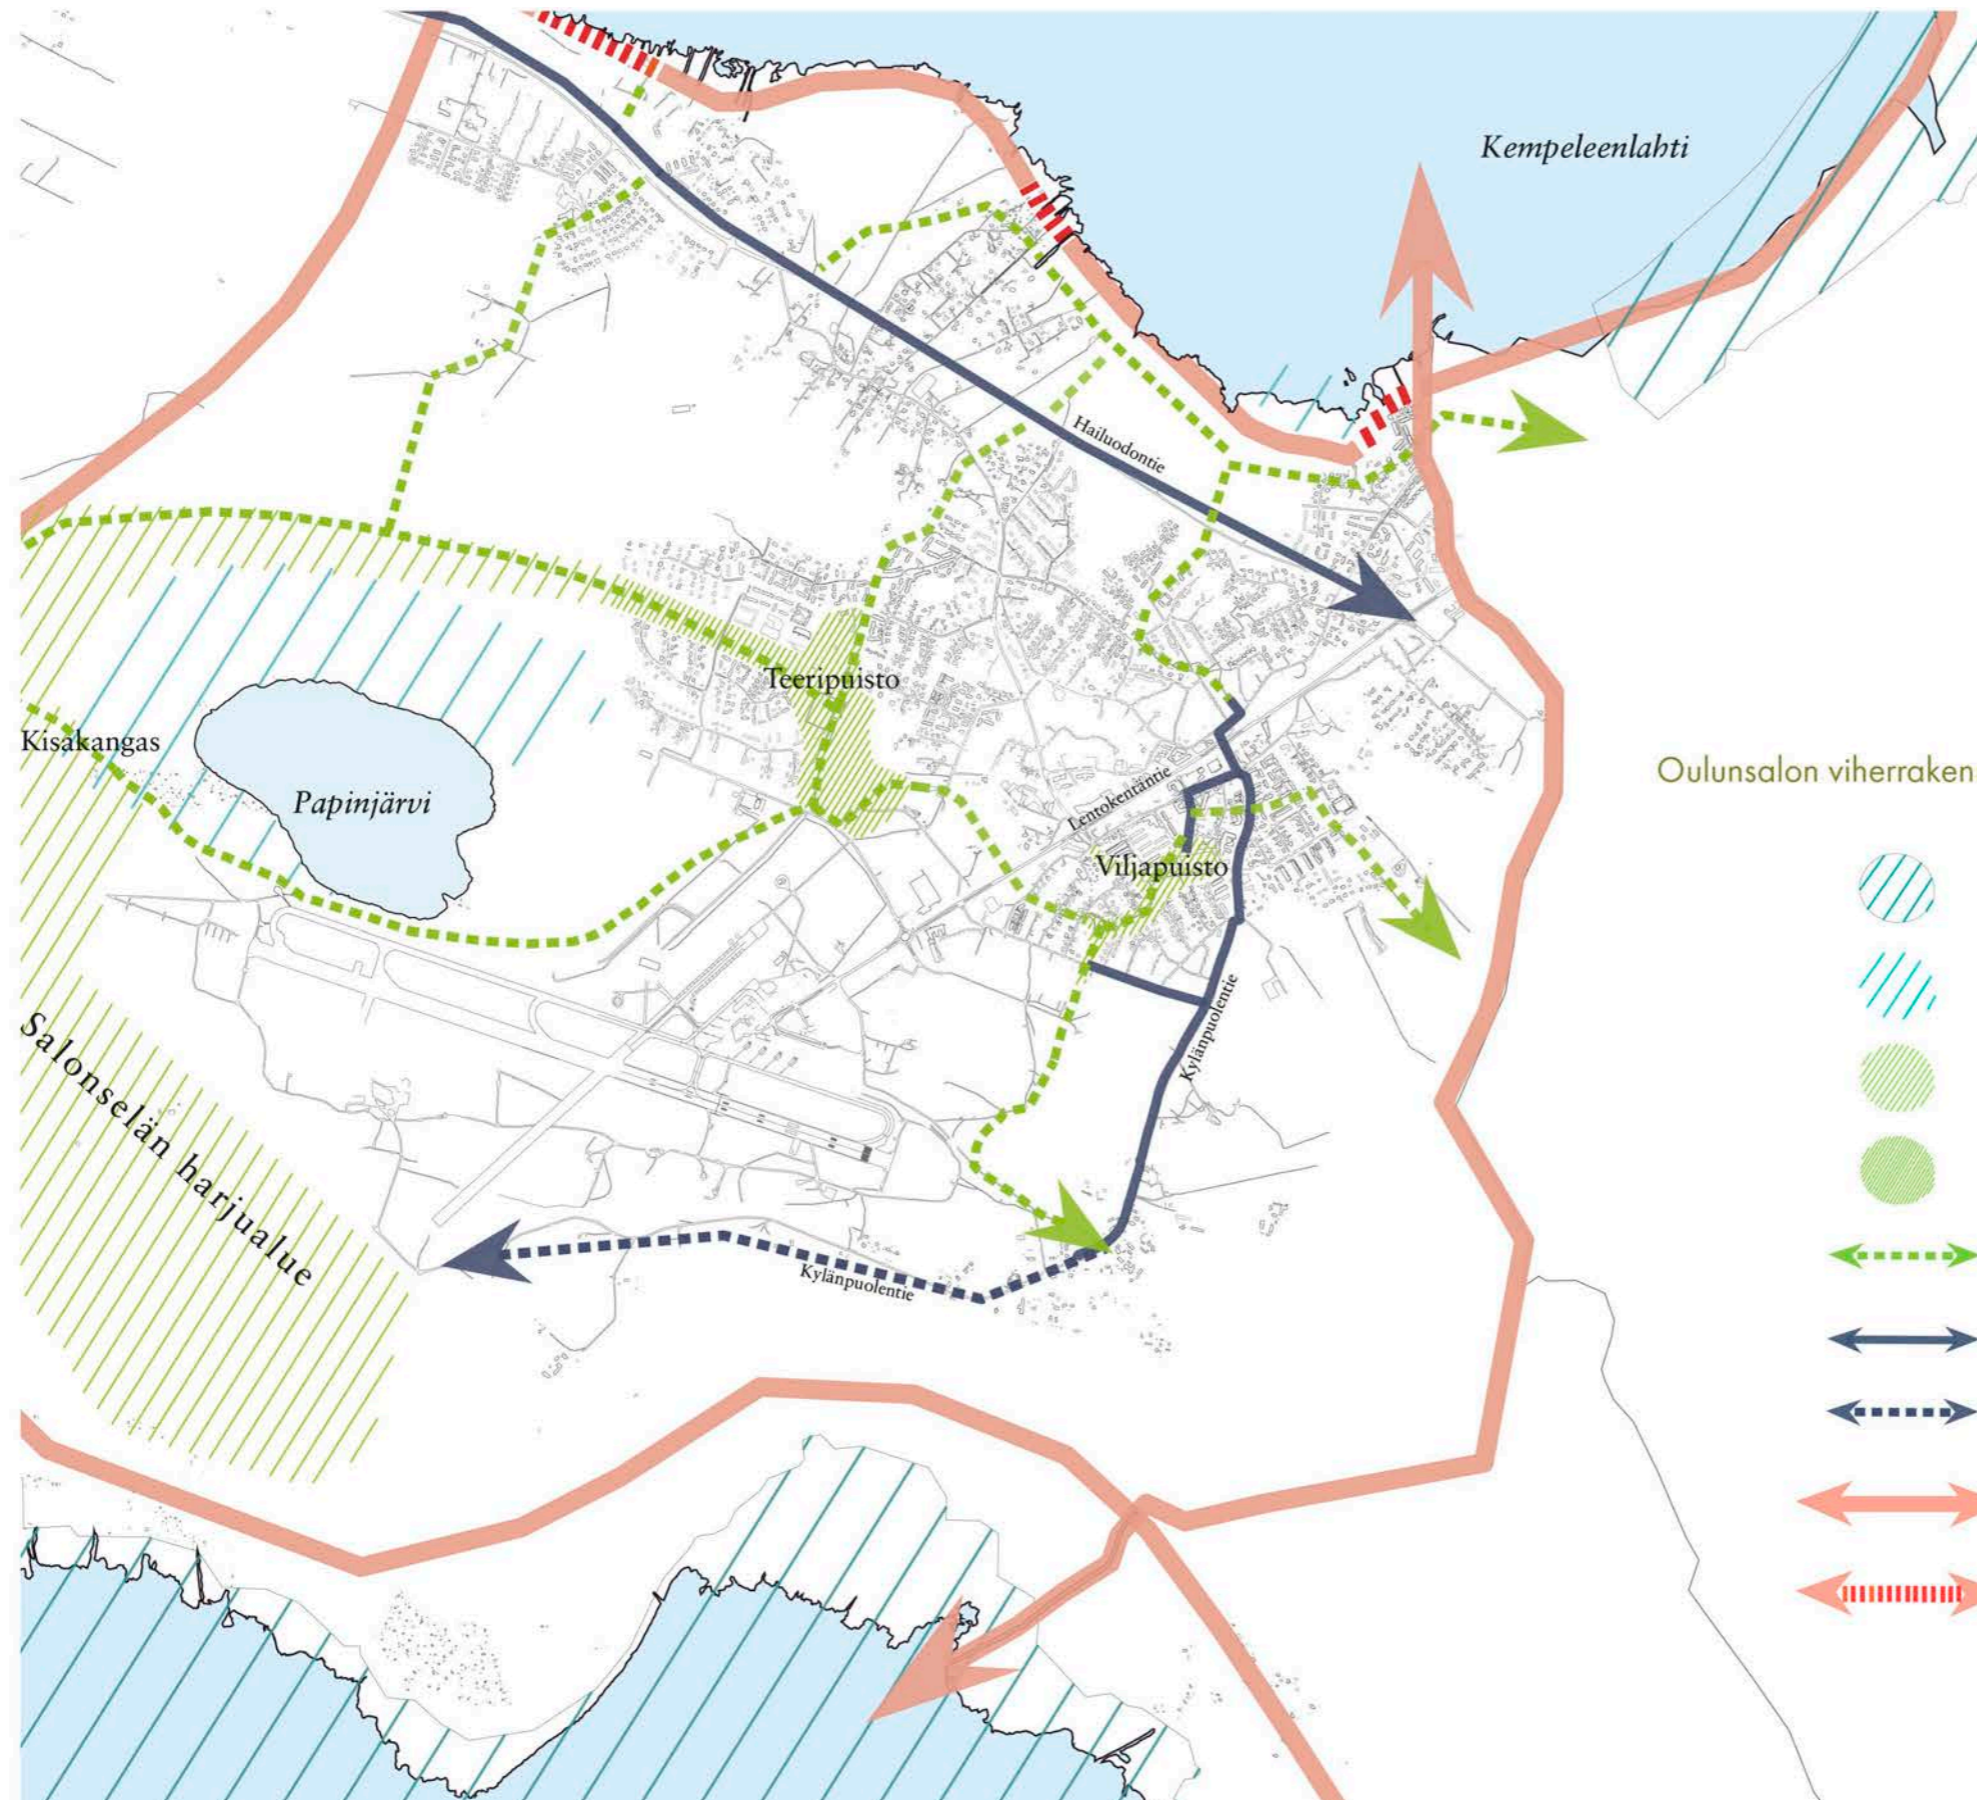 Kempeleenlahti
Hailuodontie
Teeripuisto
Kisakangas
Papinjärvi
Lentokentäntie
Viljapuisto
Oulunsalon viherraken
Kylänpuolentie
Salonselän harjualue
Kylänpuolentie